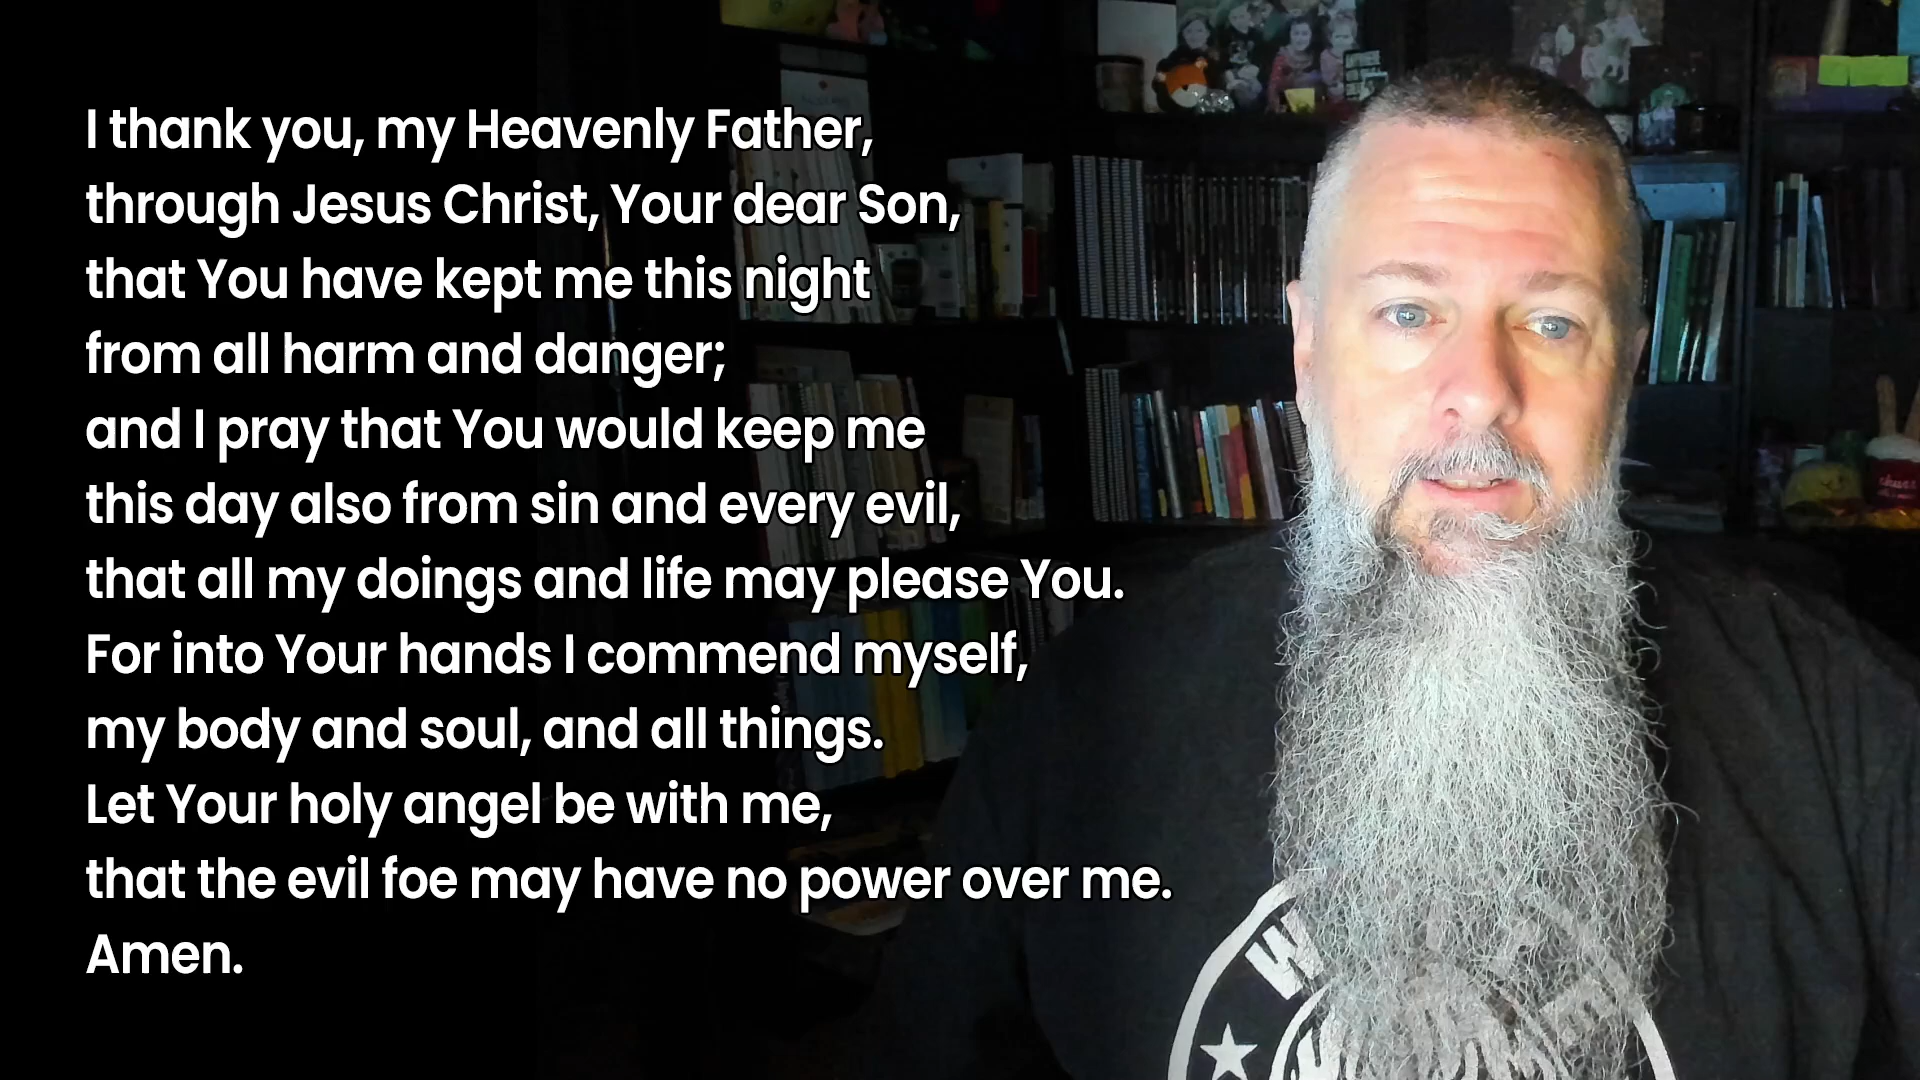 I thank you, my Heavenly Father,
through Jesus Christ, Your dear Son,
that You have kept me this night
from all harm and danger;
and I pray that You would keep me
this day also from sin and every evil,
that all my doings and life may please You.
For into Your hands I commend myself,
my body and soul, and all things.
Let Your holy angel be with me,
that the evil foe may have no power over me.
Amen.